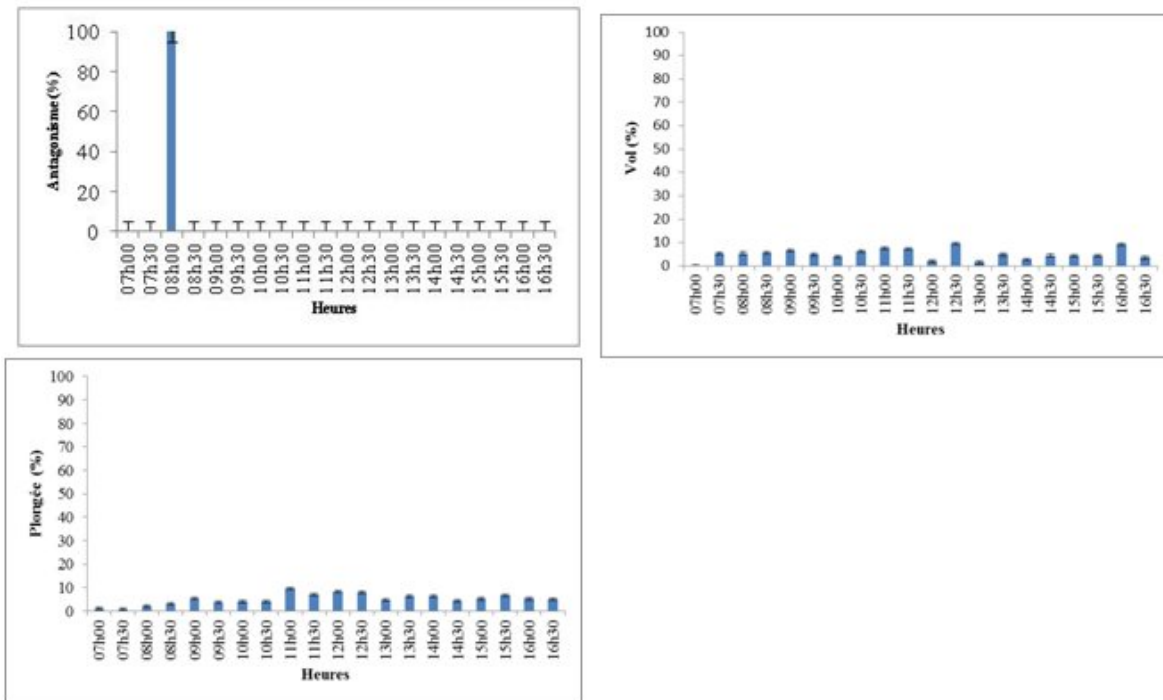 Antagonisme (%)
100
80
60
40
20
0
07h00
07h30
08h00
08h30
09h00
09h30
10h00
10h30
11h00
11h30
12h00
12h30
13h00
13h30
14h00
14h30
15h00
15h30
16h00
16h30
Heures
Vol (%)
100
90
80
70
60
50
40
30
20
10
0
07h00
07h30
08h00
08h30
09h00
09h30
10h00
10h30
11h00
11h30
12h00
12h30
13h00
13h30
14h00
14h30
15h00
15h30
16h00
16h30
Heures
Plongée (%)
100
90
80
70
60
50
40
30
20
10
0
07h00
07h30
08h00
08h30
09h00
09h30
10h00
10h30
11h00
11h30
12h00
12h30
13h00
13h30
14h00
14h30
15h00
15h30
16h00
16h30
Heures